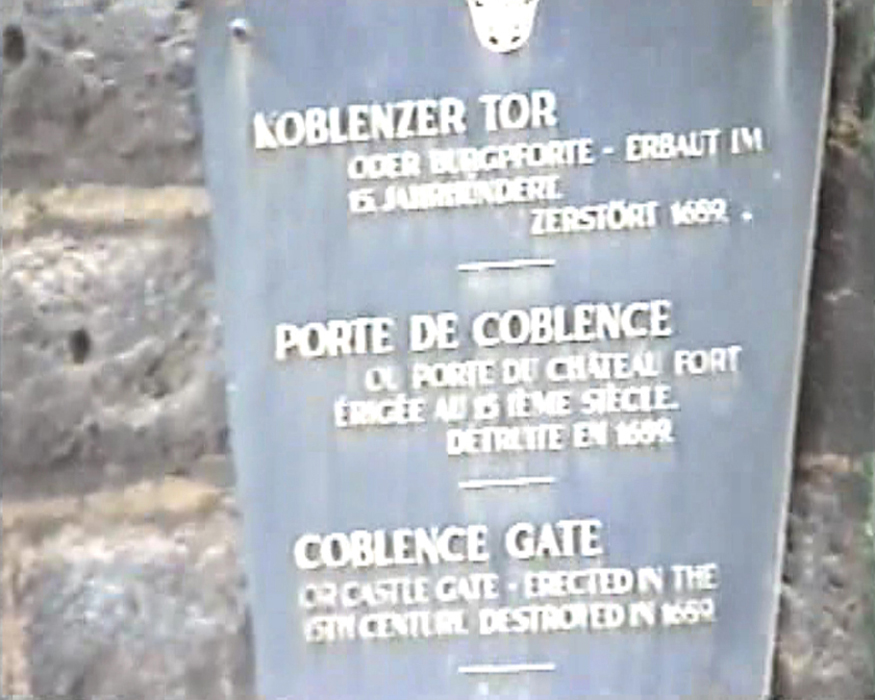 KOBLENZER TOR
ODER BURGPFORTE - ERBAUT IM
15. JAHRHUNDERT.
ZERSTÖRT 1689.
PORTE DE COBLENCE
OU PORTE DU CHÂTEAU FORT
ÉRIGÉE AU 15 IÈME SIÈCLE.
DETRUITE EN 1689.
COBLENCE GATE
OR CASTLE GATE - ERECTED IN THE
15TH CENTURY. DESTROYED IN 1689.